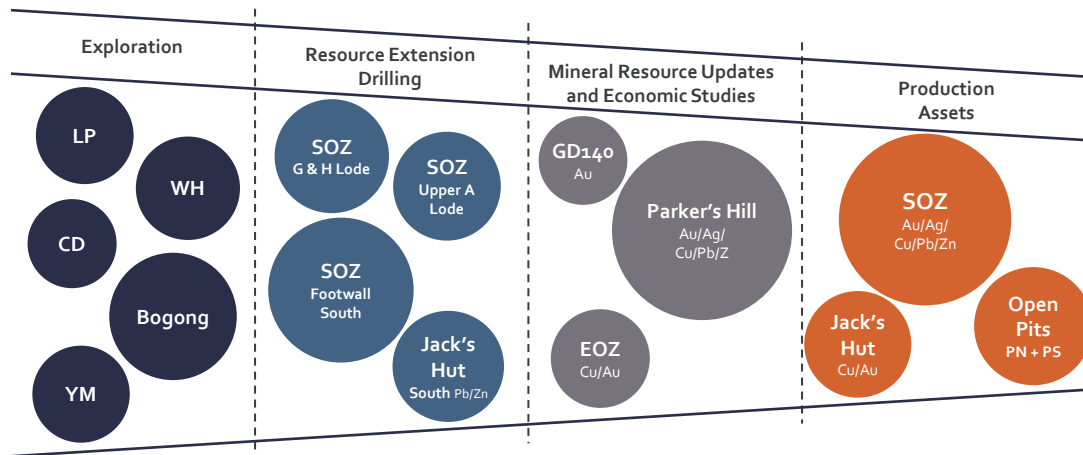 Exploration
LP
WH
CD
Bogong
YM
Resource Extension
Drilling
SOZ
G & H Lode
SOZ
Upper A
Lode
SOZ
Footwall
South
Jack's
Hut
South Pb/Zn
Mineral Resource Updates
and Economic Studies
GD140
Au
Parker's Hill
Au/Ag/
Cu/Pb/Z
EOZ
Cu/Au
Production
Assets
SOZ
Au/Ag/
Cu/Pb/Zn
Jack's
Hut
Cu/Au
Open
Pits
PN + PS